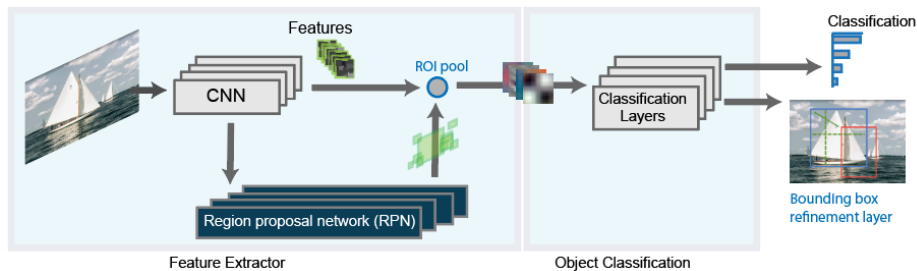 Features
Classification
ROI pool
CNN
Classification
Layers
Region proposal network (RPN)
Bounding box
refinement layer
Feature Extractor
Object Classification